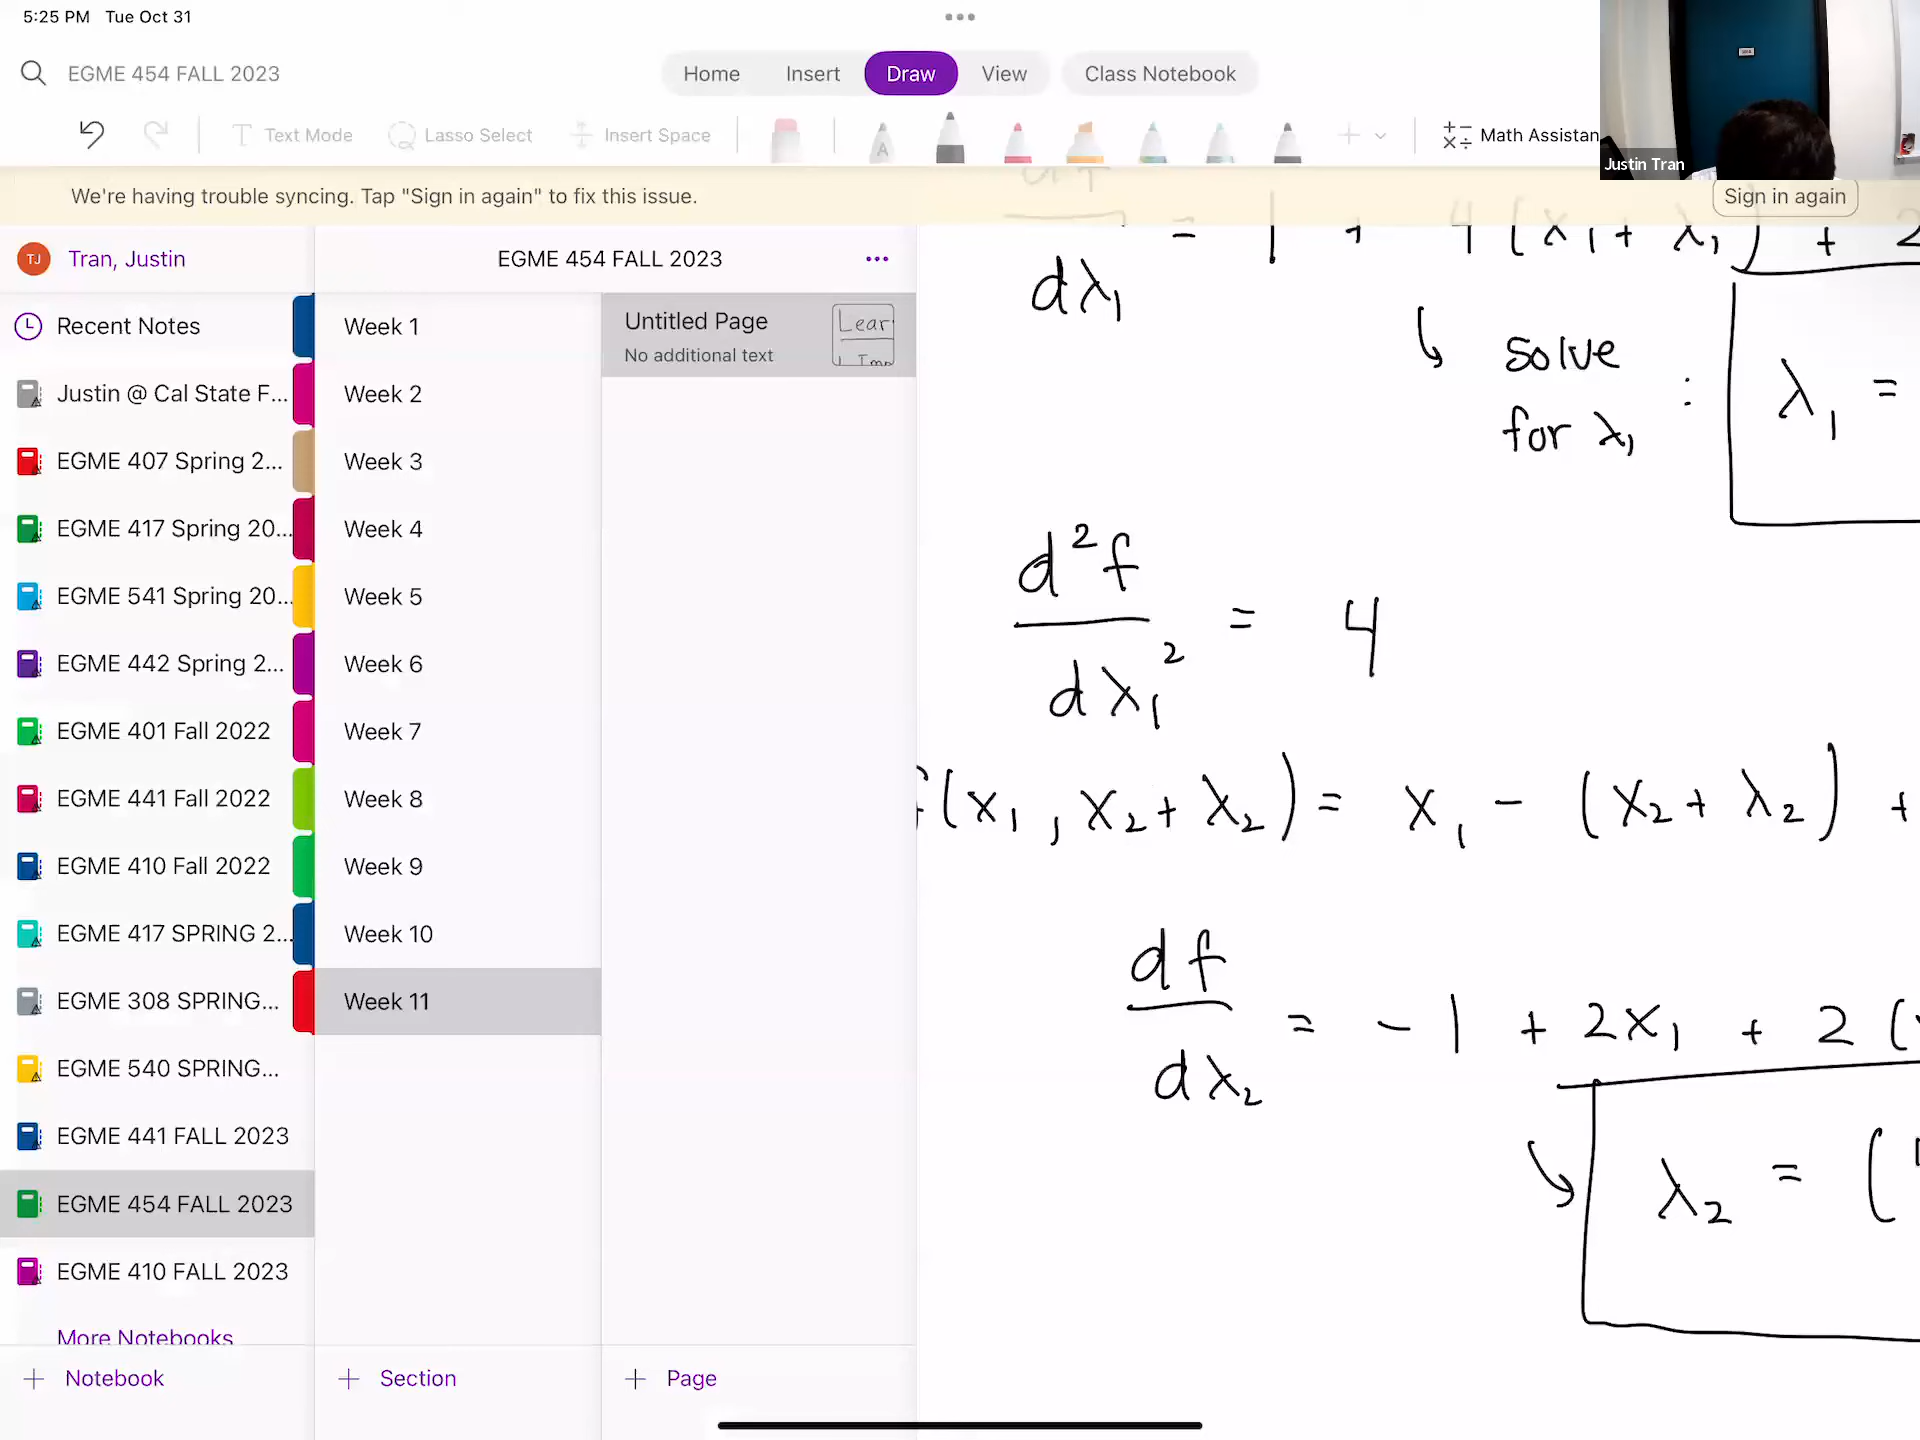 5:25 PM Tue Oct 31
EGME 454 FALL 2023
Home Insert Draw View Class Notebook
Text Mode Lasso Select Insert Space Math Assistan
Justin Tran
We're having trouble syncing. Tap "Sign in again" to fix this issue.
Sign in again
TJ Tran, Justin
Recent Notes
Justin @ Cal State F...
EGME 407 Spring 2...
EGME 417 Spring 20...
EGME 541 Spring 20...
EGME 442 Spring 2...
EGME 401 Fall 2022
EGME 441 Fall 2022
EGME 410 Fall 2022
EGME 417 SPRING 2...
EGME 308 SPRING...
EGME 540 SPRING...
EGME 441 FALL 2023
EGME 454 FALL 2023
EGME 410 FALL 2023
More Notebooks
+ Notebook
EGME 454 FALL 2023
Week 1
Week 2
Week 3
Week 4
Week 5
Week 6
Week 7
Week 8
Week 9
Week 10
Week 11
+ Section
Untitled Page
No additional text
Lear
+ Page
dλ₁ = 1 + 4(x₁ + λ₁) + 2
↳ solve
for λ₁ : λ₁ =
d²f
dλ₁² = 4
f(x₁, x₂ + λ₂) = x₁ - (x₂ + λ₂) +
df
dλ₂ = -1 + 2x₁ + 2(
↳ λ₂ = (